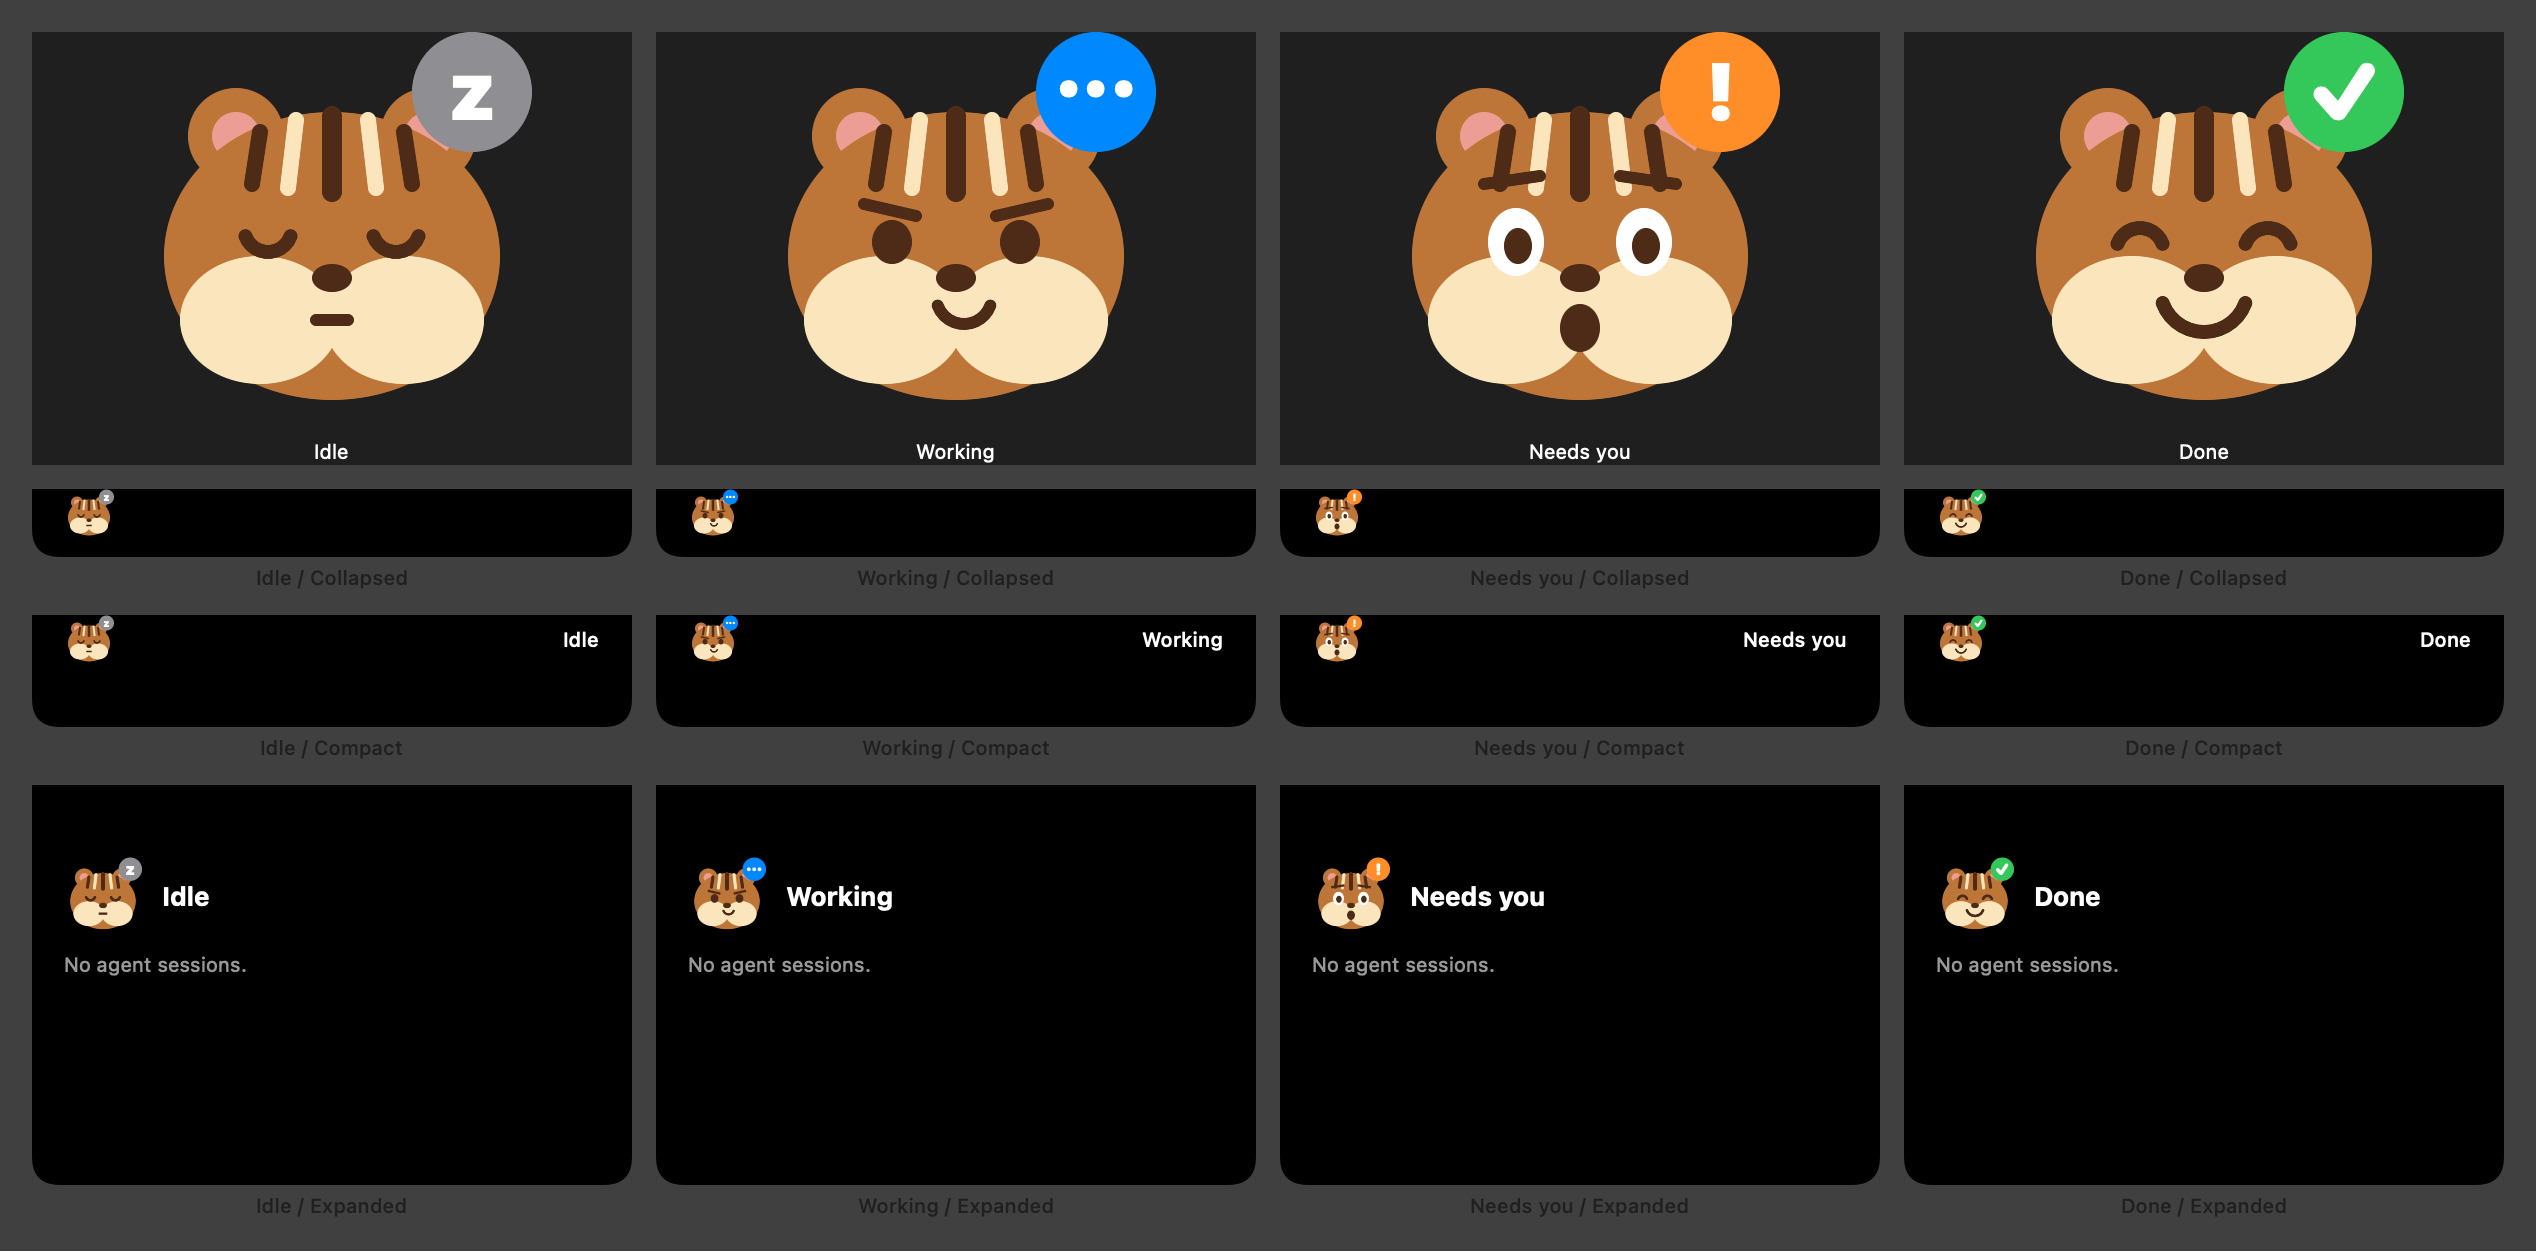 z
!
Idle
Working
Needs you
Done
z
!
Idle / Collapsed
Working / Collapsed
Needs you / Collapsed
Done / Collapsed
z
Idle
Working
!
Needs you
Done
Idle / Compact
Working / Compact
Needs you / Compact
Done / Compact
z
Idle
Working
!
Needs you
Done
No agent sessions.
No agent sessions.
No agent sessions.
No agent sessions.
Idle / Expanded
Working / Expanded
Needs you / Expanded
Done / Expanded